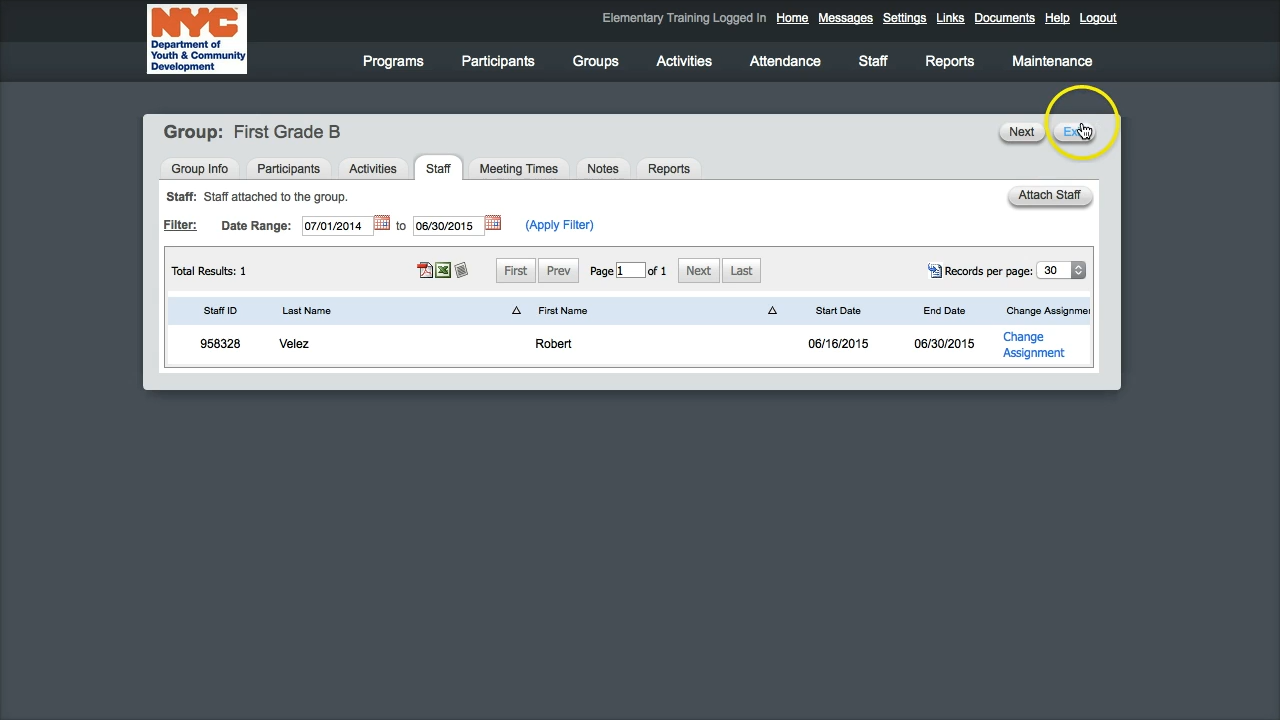 NYC
Department of
Youth & Community
Development
Elementary Training Logged In Home Messages Settings Links Documents Help Logout
Programs Participants Groups Activities Attendance Staff Reports Maintenance
Group: First Grade B
Next
Group Info Participants Activities Staff Meeting Times Notes Reports
Staff: Staff attached to the group. Attach Staff
Filter: Date Range: 07/01/2014 to 06/30/2015 (Apply Filter)
Total Results: 1 First Prev Page 1 of 1 Next Last Records per page: 30
Staff ID Last Name First Name Start Date End Date Change Assignmen
958328 Velez Robert 06/16/2015 06/30/2015 Change
Assignment